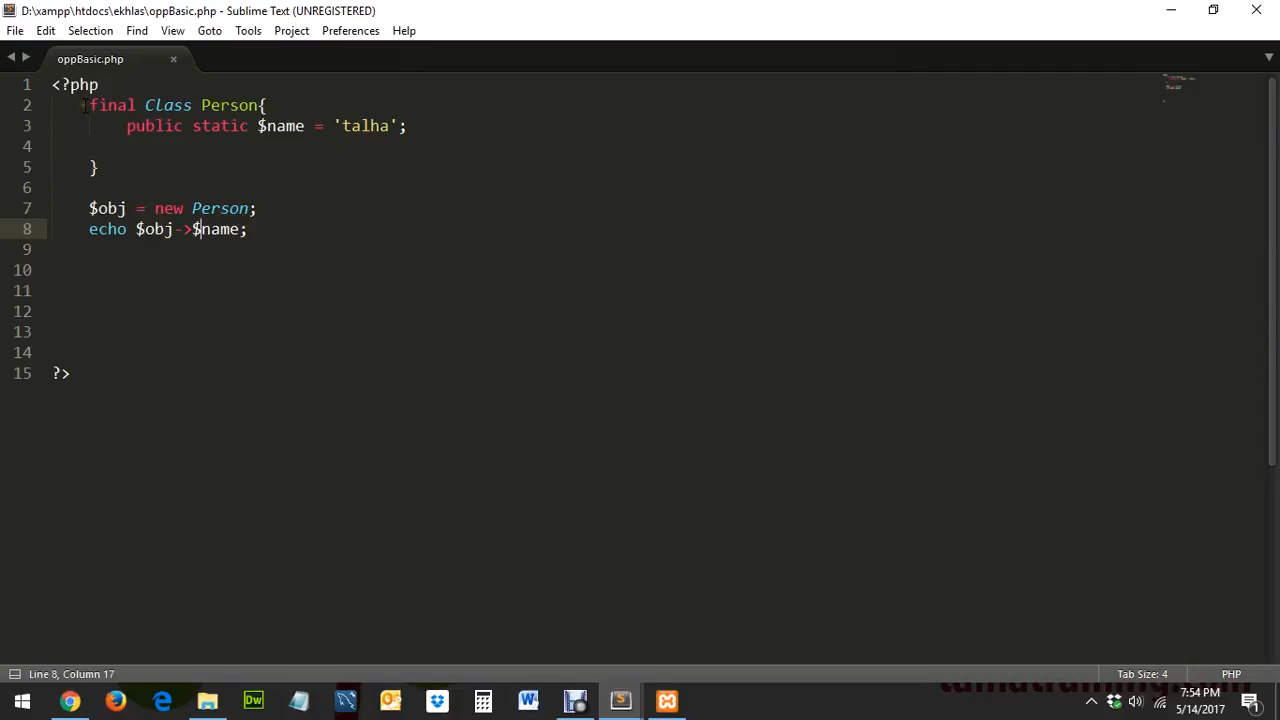 D:\xampp\htdocs\ekhlas\oppBasic.php - Sublime Text (UNREGISTERED)
File Edit Selection Find View Goto Tools Project Preferences Help
oppBasic.php
1 <?php
2 final Class Person{
3 public static $name = 'talha';
4
5 }
6
7 $obj = new Person;
8 echo $obj->$name;
9
10
11
12
13
14
15 ?>
Line 8, Column 17 Tab Size: 4 PHP
Dw
7:54 PM
5/14/2017